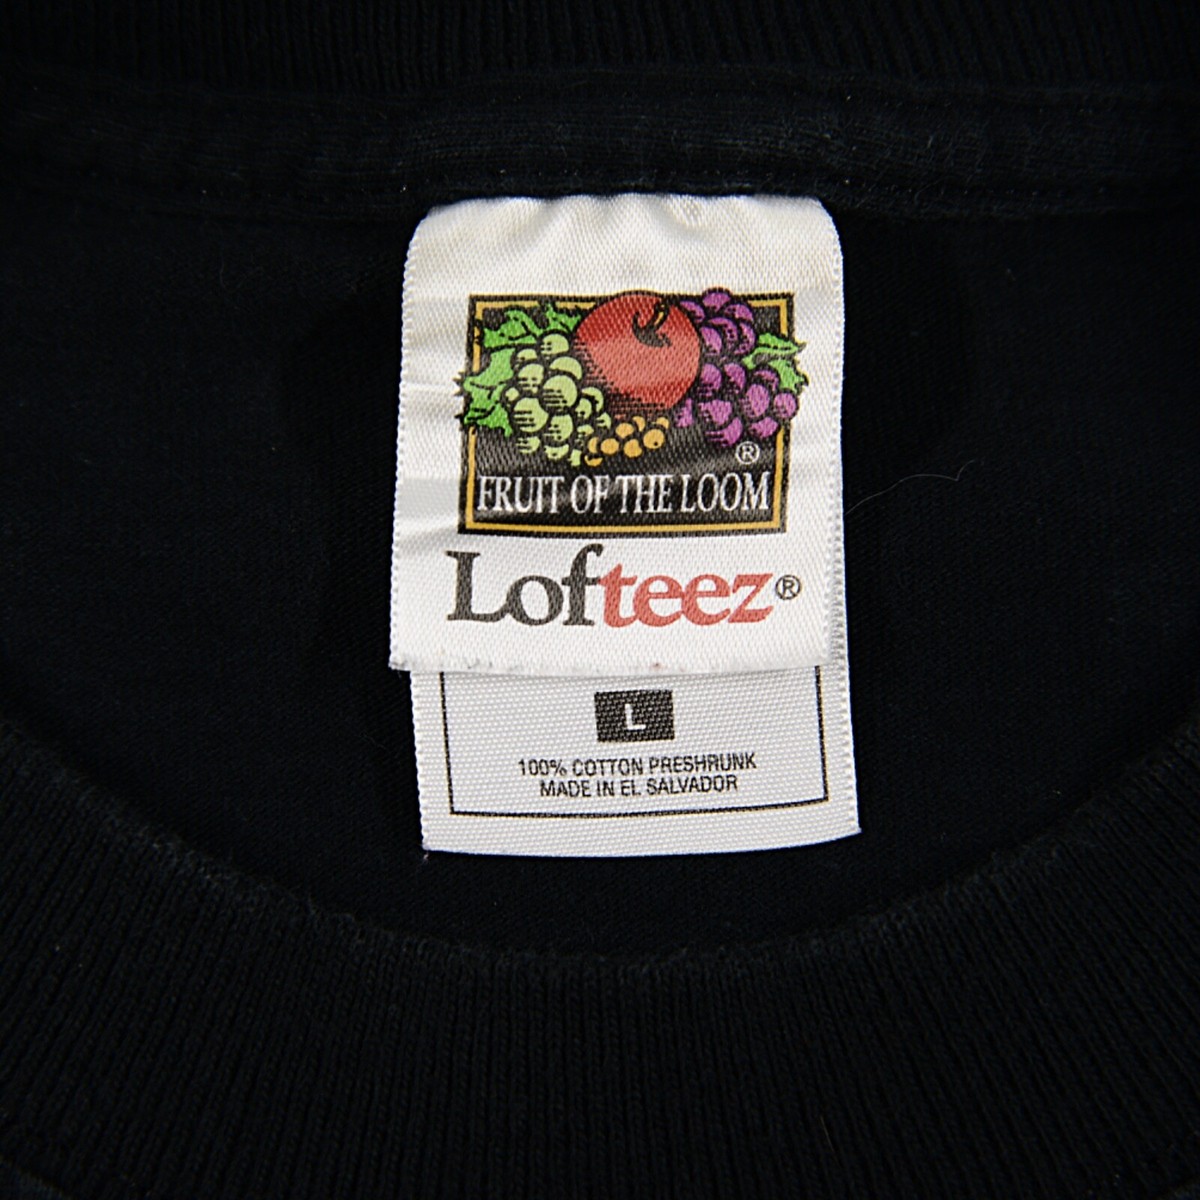 ®
FRUIT OF THE LOOM
Lofteez®
L
100% COTTON PRESHRUNK
MADE IN EL SALVADOR